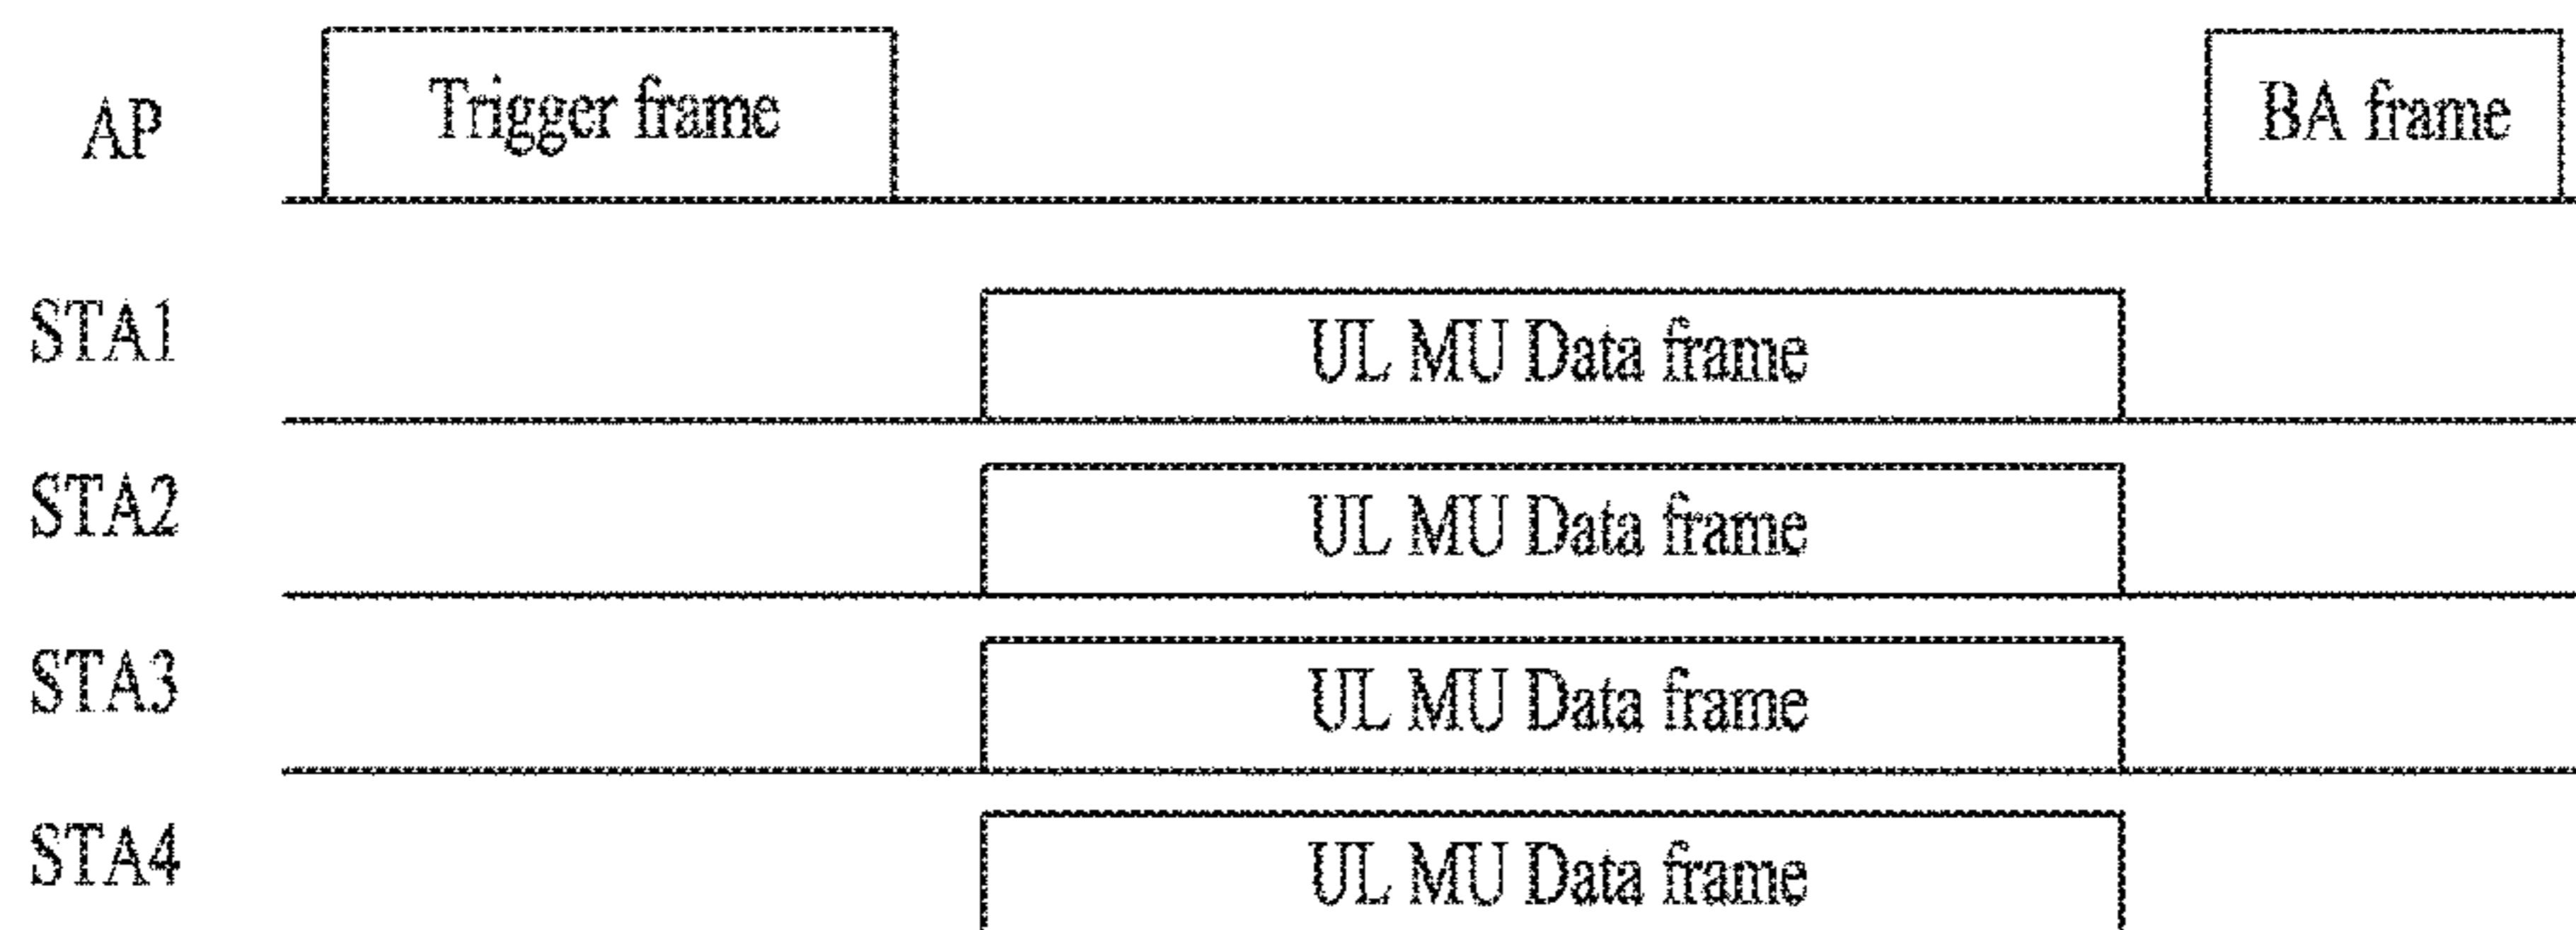 AP Trigger frame BA frame
STA1 UL MU Data frame
STA2 UL MU Data frame
STA3 UL MU Data frame
STA4 UL MU Data frame